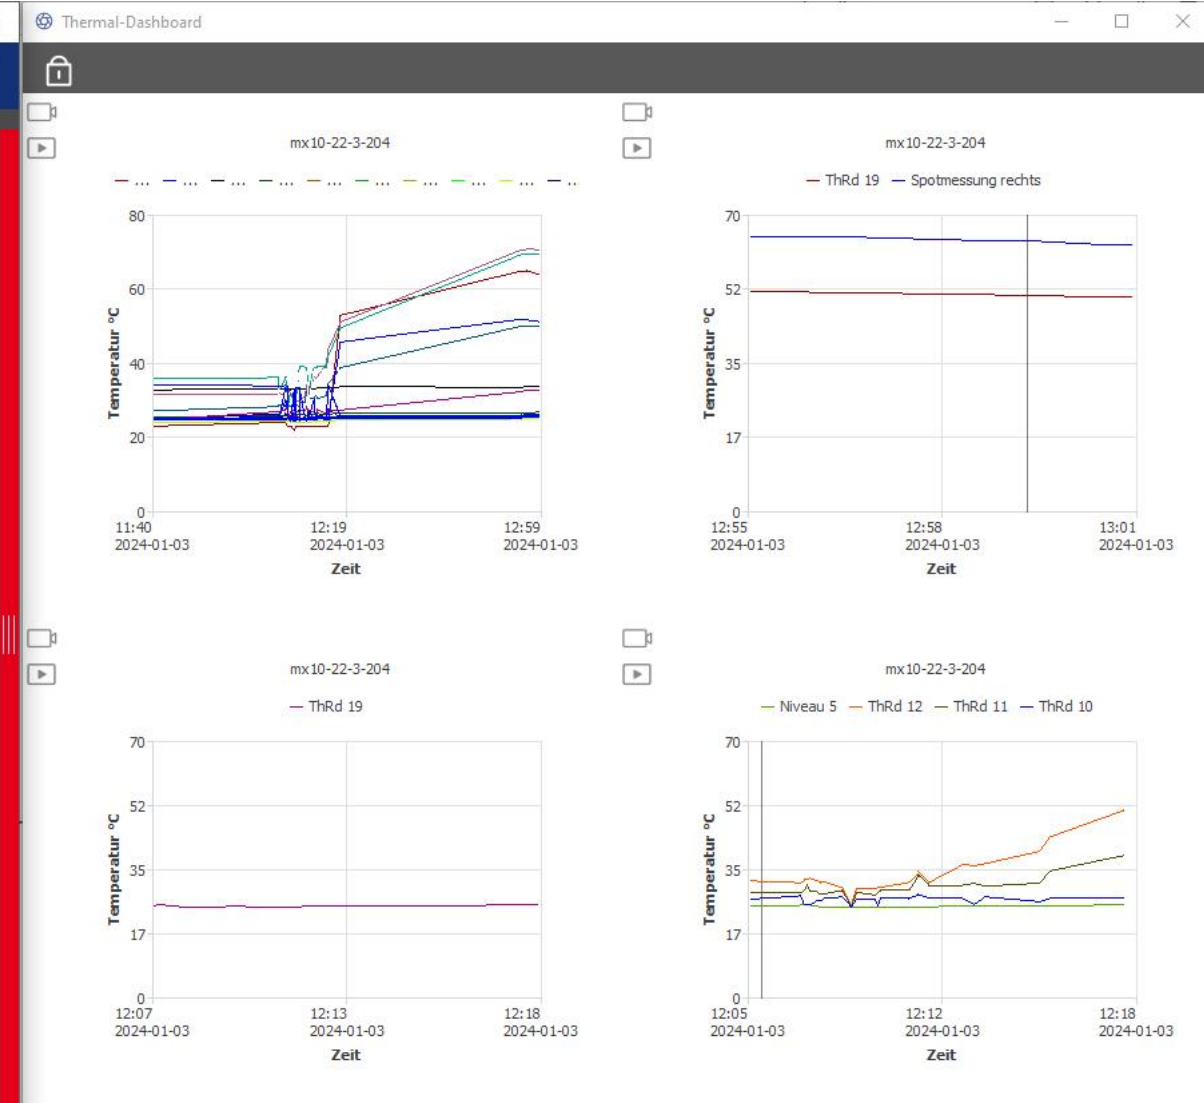 Thermal-Dashboard
mx10-22-3-204
... ... ... ... ... ... ... ... ... ..
80
60
40
20
0
Temperatur °C
11:40 12:19 12:59
2024-01-03 2024-01-03 2024-01-03
Zeit
mx10-22-3-204
ThRd 19 Spotmessung rechts
70
52
35
17
0
Temperatur °C
12:55 12:58 13:01
2024-01-03 2024-01-03 2024-01-03
Zeit
mx10-22-3-204
ThRd 19
70
52
35
17
0
Temperatur °C
12:07 12:13 12:18
2024-01-03 2024-01-03 2024-01-03
Zeit
mx10-22-3-204
Niveau 5 ThRd 12 ThRd 11 ThRd 10
70
52
35
17
0
Temperatur °C
12:05 12:12 12:18
2024-01-03 2024-01-03 2024-01-03
Zeit